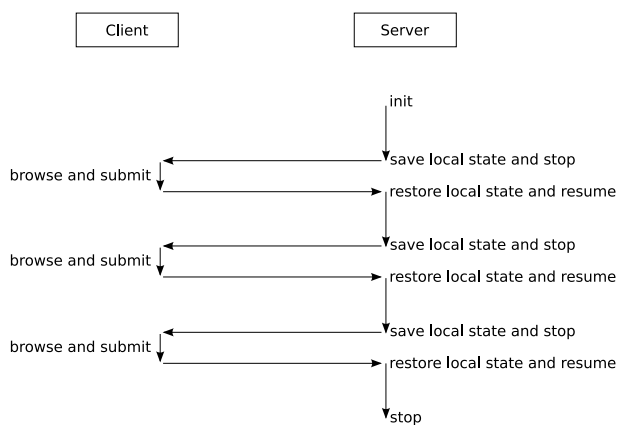 Client
Server
init
save local state and stop
browse and submit
restore local state and resume
save local state and stop
browse and submit
restore local state and resume
save local state and stop
browse and submit
restore local state and resume
stop